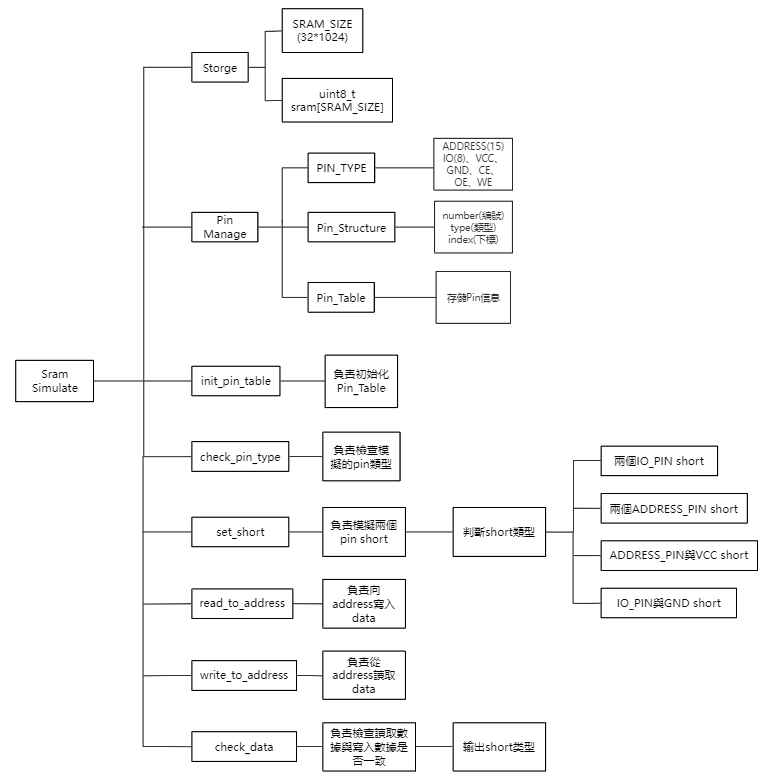 SRAM_SIZE
(32*1024)
Storge
uint8_t
sram[SRAM_SIZE]
ADDRESS(15)
IO(8)、VCC、
GND、CE、
OE、WE
PIN_TYPE
Pin
Manage
Pin_Structure
number(編號)
type(類型)
index(下標)
Pin_Table
存儲Pin信息
Sram
Simulate
init_pin_table
負責初始化
Pin_Table
check_pin_type
負責檢查模
擬的pin類型
兩個IO_PIN short
兩個ADDRESS_PIN short
set_short
負責模擬兩個
pin short
判斷short類型
ADDRESS_PIN與VCC short
IO_PIN與GND short
read_to_address
負責向
address寫入
data
write_to_address
負責從
address讀取
data
check_data
負責檢查讀取數
據與寫入數據是
否一致
输出short类型